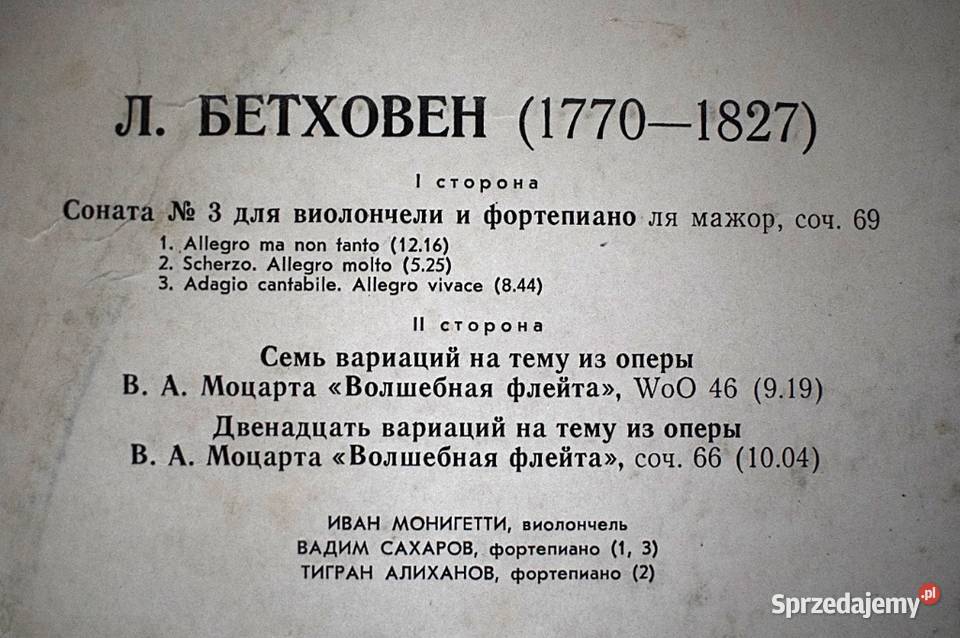 Л. БЕТХОВЕН (1770—1827)
I сторона
Соната № 3 для виолончели и фортепиано ля мажор, соч. 69
1. Allegro ma non tanto (12.16)
2. Scherzo. Allegro molto (5.25)
3. Adagio cantabile. Allegro vivace (8.44)
II сторона
Семь вариаций на тему из оперы
В. А. Моцарта «Волшебная флейта», WoO 46 (9.19)
Двенадцать вариаций на тему из оперы
В. А. Моцарта «Волшебная флейта», соч. 66 (10.04)
ИВАН МОНИГЕТТИ, виолончель
ВАДИМ САХАРОВ, фортепиано (1, 3)
ТИГРАН АЛИХАНОВ, фортепиано (2)
Sprzedajemy.pl